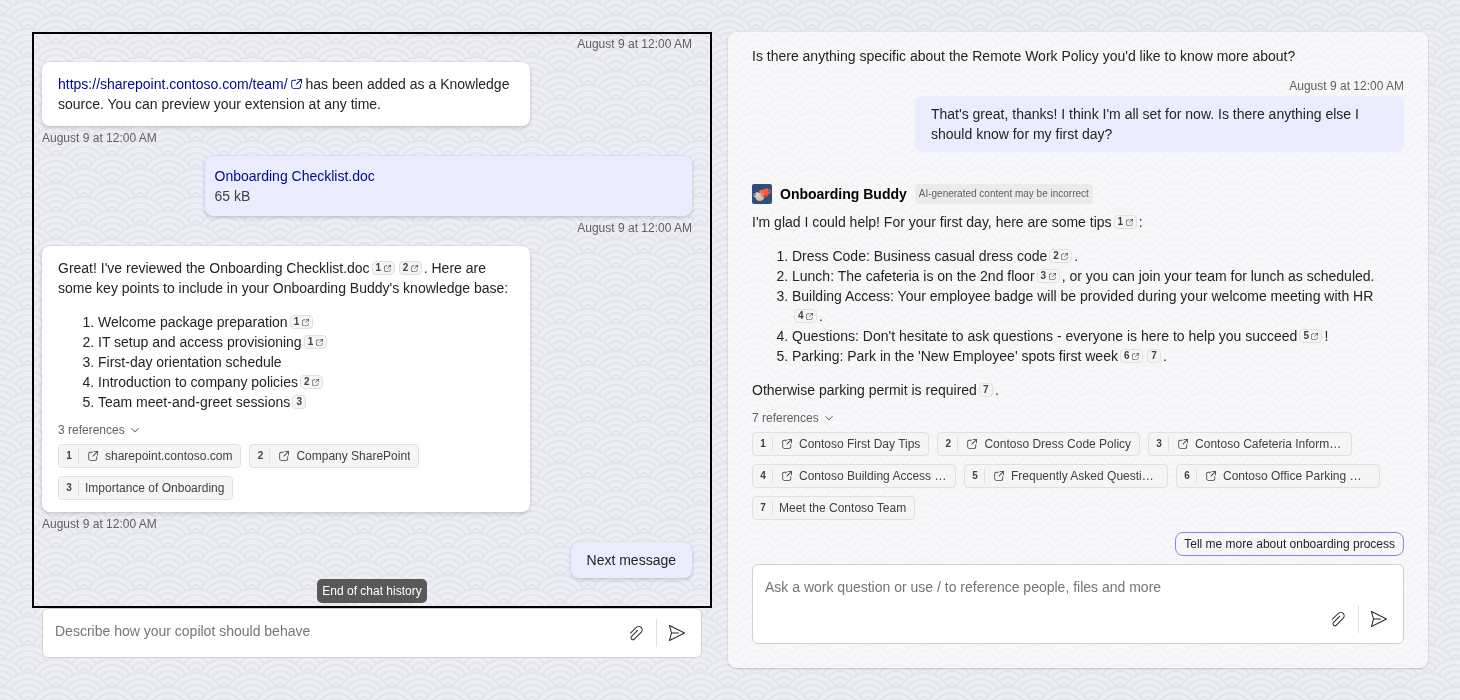 August 9 at 12:00 AM
https://sharepoint.contoso.com/team/ has been added as a Knowledge
source. You can preview your extension at any time.
August 9 at 12:00 AM
Onboarding Checklist.doc
65 kB
August 9 at 12:00 AM
Great! I've reviewed the Onboarding Checklist.doc 1 2 . Here are
some key points to include in your Onboarding Buddy's knowledge base:
1. Welcome package preparation 1
2. IT setup and access provisioning 1
3. First-day orientation schedule
4. Introduction to company policies 2
5. Team meet-and-greet sessions 3
3 references
1 sharepoint.contoso.com 2 Company SharePoint
3 Importance of Onboarding
August 9 at 12:00 AM
Next message
End of chat history
Describe how your copilot should behave
Is there anything specific about the Remote Work Policy you'd like to know more about?
August 9 at 12:00 AM
That's great, thanks! I think I'm all set for now. Is there anything else I
should know for my first day?
Onboarding Buddy AI-generated content may be incorrect
I'm glad I could help! For your first day, here are some tips 1 :
1. Dress Code: Business casual dress code 2 .
2. Lunch: The cafeteria is on the 2nd floor 3 , or you can join your team for lunch as scheduled.
3. Building Access: Your employee badge will be provided during your welcome meeting with HR
4 .
4. Questions: Don't hesitate to ask questions - everyone is here to help you succeed 5 !
5. Parking: Park in the 'New Employee' spots first week 6 7 .
Otherwise parking permit is required 7 .
7 references
1 Contoso First Day Tips 2 Contoso Dress Code Policy 3 Contoso Cafeteria Inform…
4 Contoso Building Access … 5 Frequently Asked Questi… 6 Contoso Office Parking …
7 Meet the Contoso Team
Tell me more about onboarding process
Ask a work question or use / to reference people, files and more